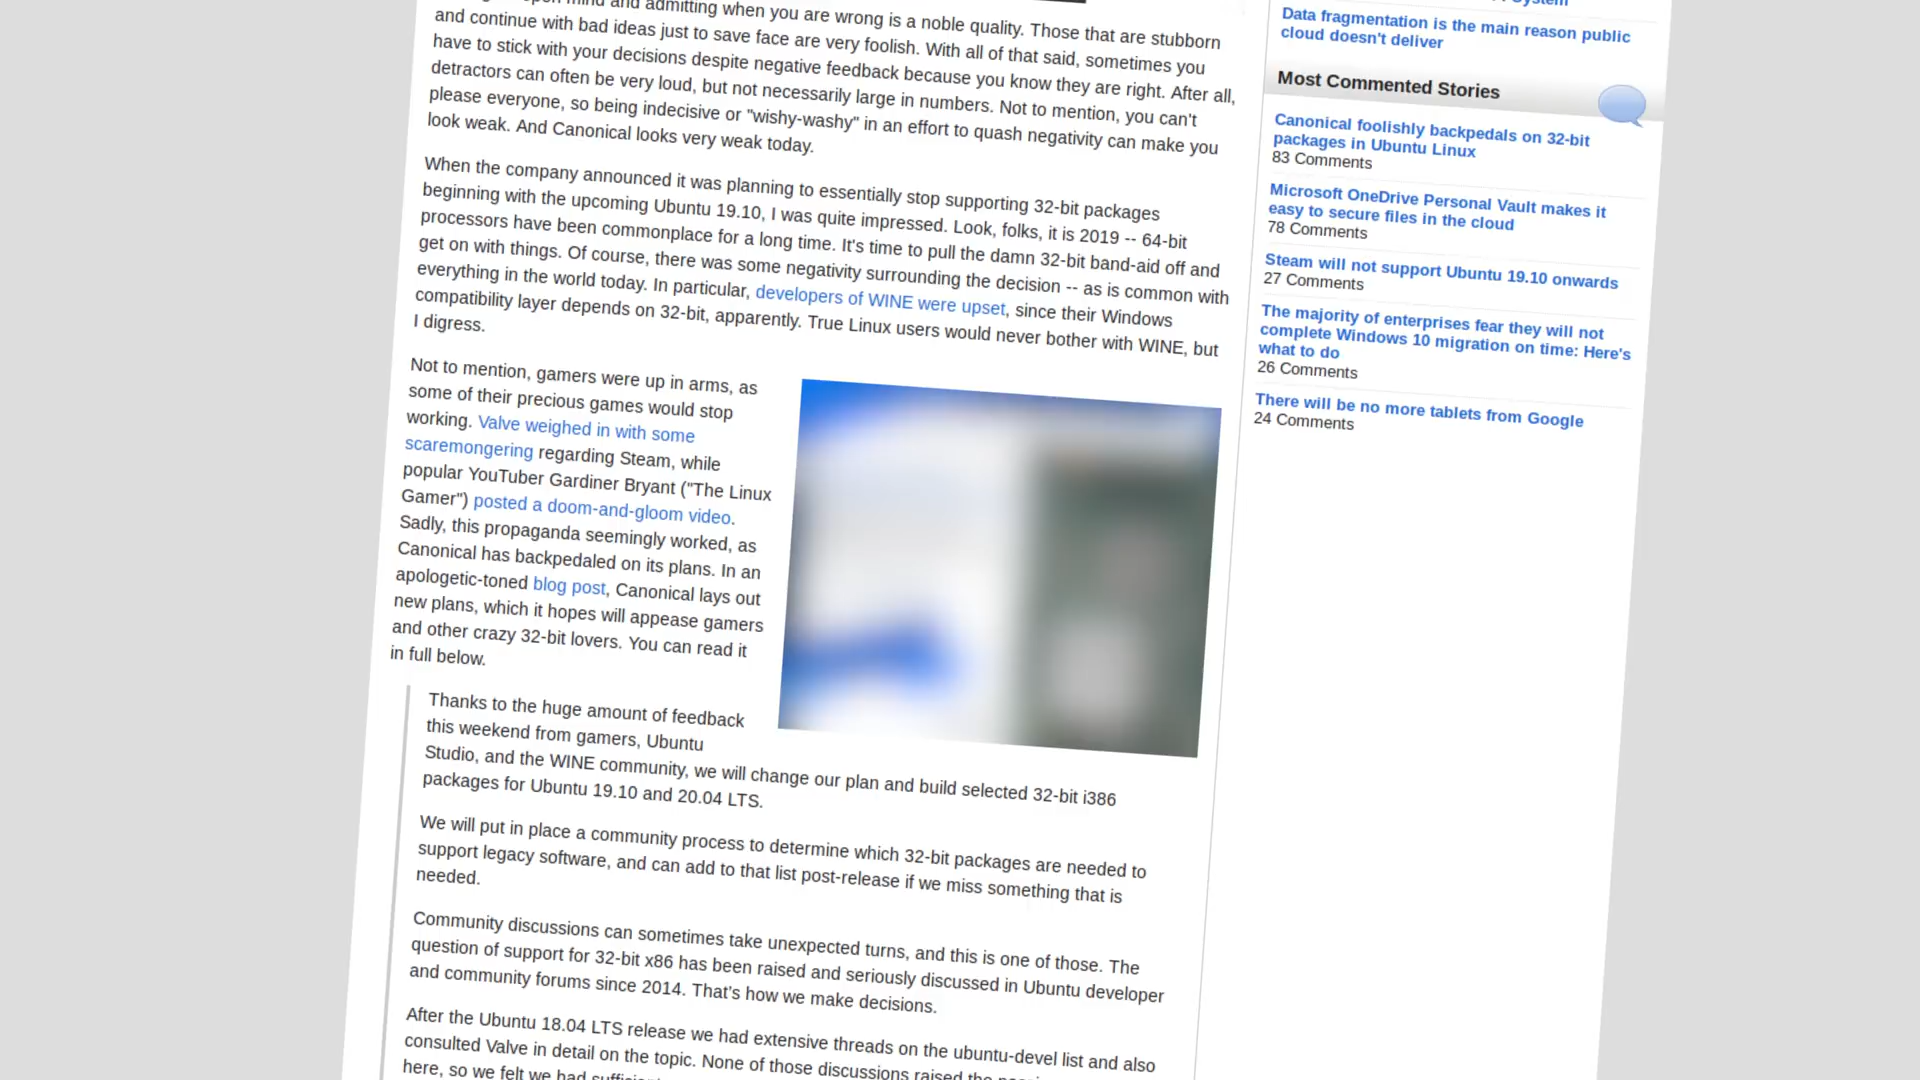 mind and admitting when you are wrong is a noble quality. Those that are stubborn
and continue with bad ideas just to save face are very foolish. With all of that said, sometimes you
have to stick with your decisions despite negative feedback because you know they are right. After all,
detractors can often be very loud, but not necessarily large in numbers. Not to mention, you can't
please everyone, so being indecisive or "wishy-washy" in an effort to quash negativity can make you
look weak. And Canonical looks very weak today.
When the company announced it was planning to essentially stop supporting 32-bit packages
beginning with the upcoming Ubuntu 19.10, I was quite impressed. Look, folks, it is 2019 -- 64-bit
processors have been commonplace for a long time. It's time to pull the damn 32-bit band-aid off and
get on with things. Of course, there was some negativity surrounding the decision -- as is common with
everything in the world today. In particular, developers of WINE were upset, since their Windows
compatibility layer depends on 32-bit, apparently. True Linux users would never bother with WINE, but
I digress.
Not to mention, gamers were up in arms, as
some of their precious games would stop
working. Valve weighed in with some
scaremongering regarding Steam, while
popular YouTuber Gardiner Bryant ("The Linux
Gamer") posted a doom-and-gloom video.
Sadly, this propaganda seemingly worked, as
Canonical has backpedaled on its plans. In an
apologetic-toned blog post, Canonical lays out
new plans, which it hopes will appease gamers
and other crazy 32-bit lovers. You can read it
in full below.
Thanks to the huge amount of feedback
this weekend from gamers, Ubuntu
Studio, and the WINE community, we will change our plan and build selected 32-bit i386
packages for Ubuntu 19.10 and 20.04 LTS.
We will put in place a community process to determine which 32-bit packages are needed to
support legacy software, and can add to that list post-release if we miss something that is
needed.
Community discussions can sometimes take unexpected turns, and this is one of those. The
question of support for 32-bit x86 has been raised and seriously discussed in Ubuntu developer
and community forums since 2014. That's how we make decisions.
After the Ubuntu 18.04 LTS release we had extensive threads on the ubuntu-devel list and also
consulted Valve in detail on the topic. None of those discussions raised the
here, so we felt we had
System
Data fragmentation is the main reason public
cloud doesn't deliver
Most Commented Stories
Canonical foolishly backpedals on 32-bit
packages in Ubuntu Linux
83 Comments
Microsoft OneDrive Personal Vault makes it
easy to secure files in the cloud
78 Comments
Steam will not support Ubuntu 19.10 onwards
27 Comments
The majority of enterprises fear they will not
complete Windows 10 migration on time: Here's
what to do
26 Comments
There will be no more tablets from Google
24 Comments